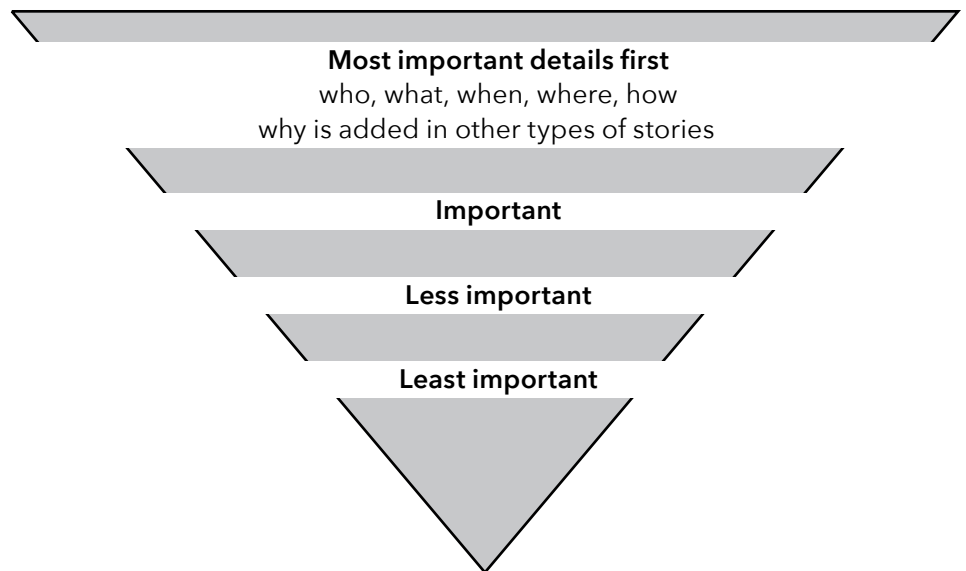 Most important details first
who, what, when, where, how
why is added in other types of stories
Important
Less important
Least important